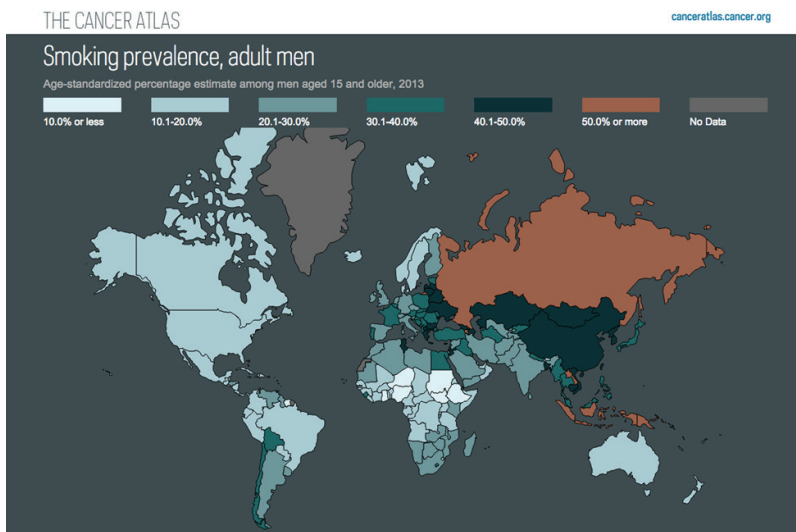 THE CANCER ATLAS
canceratlas.cancer.org
Smoking prevalence, adult men
Age-standardized percentage estimate among men aged 15 and older, 2013
10.0% or less
10.1-20.0%
20.1-30.0%
30.1-40.0%
40.1-50.0%
50.0% or more
No Data